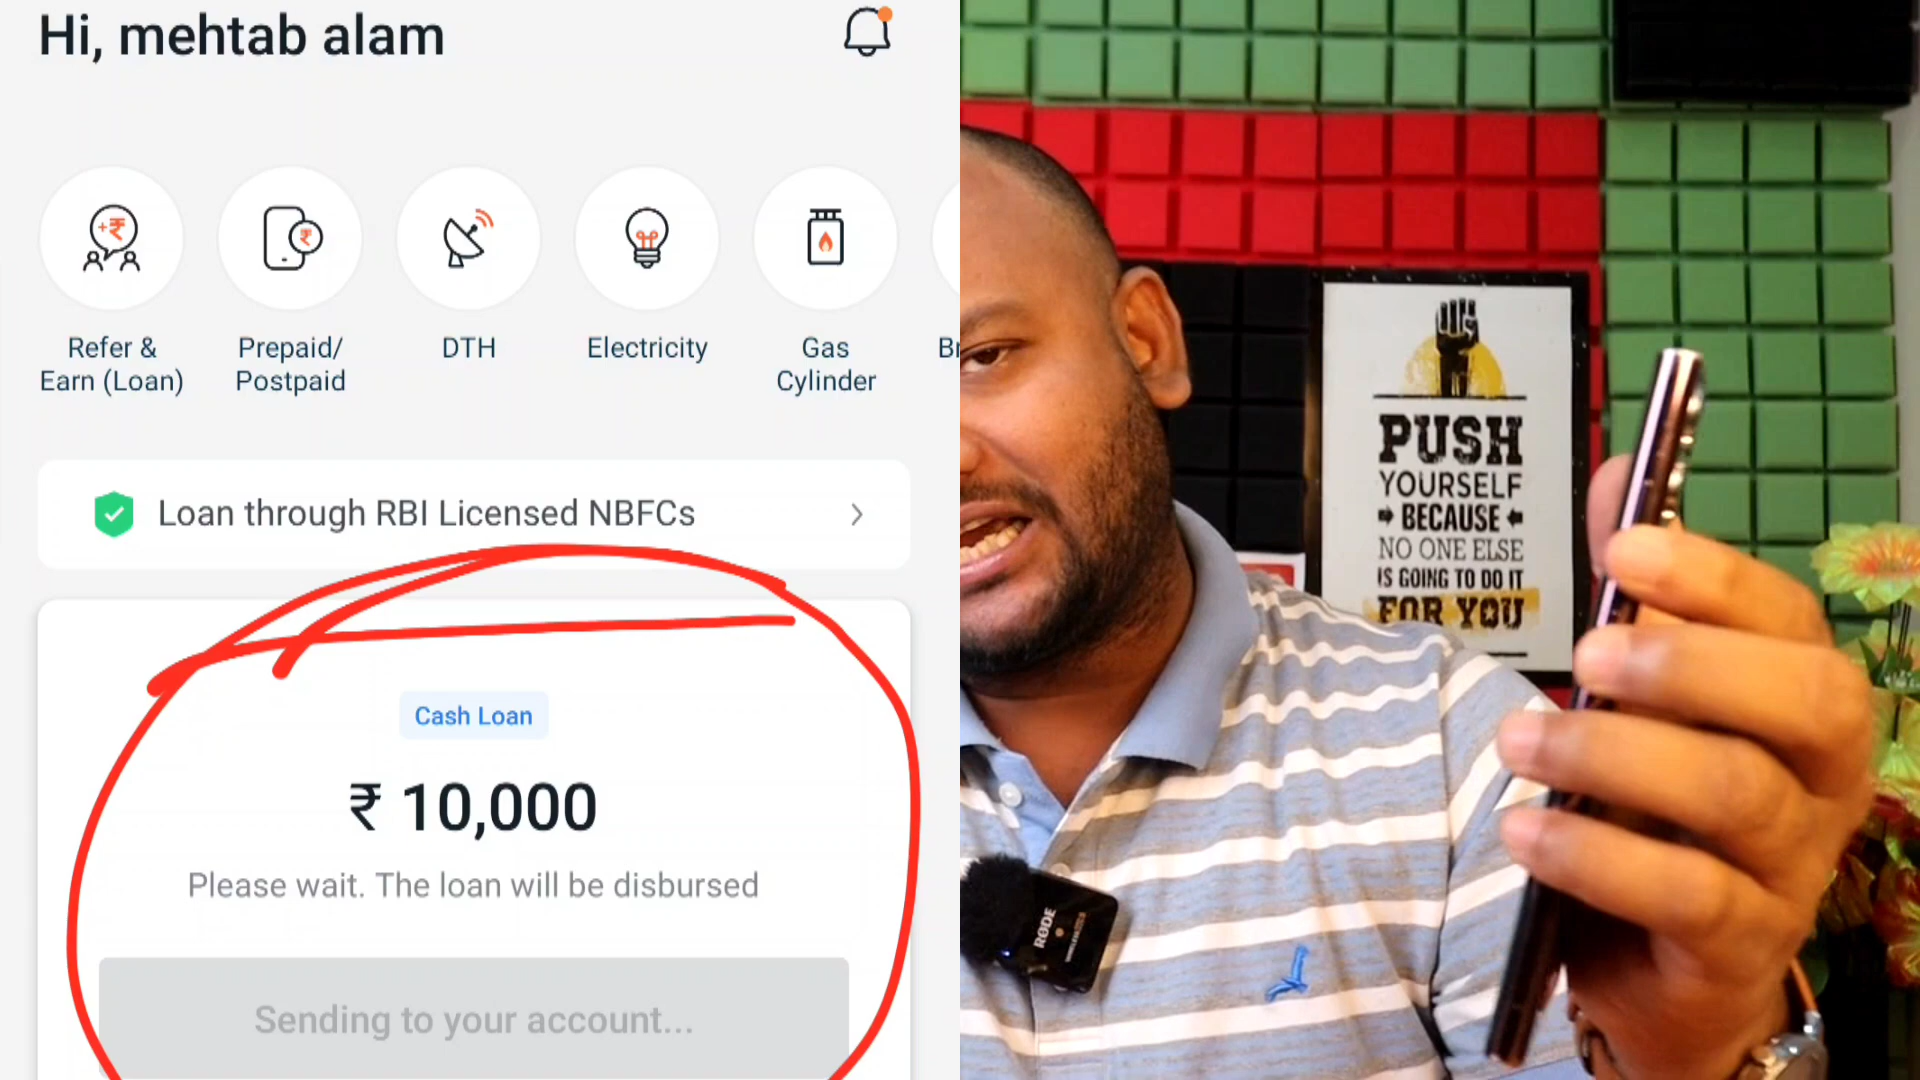 Hi, mehtab alam
Refer &
Earn (Loan)
Prepaid/
Postpaid
DTH
Electricity
Gas
Cylinder
Loan through RBI Licensed NBFCs
Cash Loan
₹ 10,000
Please wait. The loan will be disbursed
Sending to your account...
PUSH
YOURSELF
BECAUSE
NO ONE ELSE
IS GOING TO DO IT
FOR YOU
RØDE